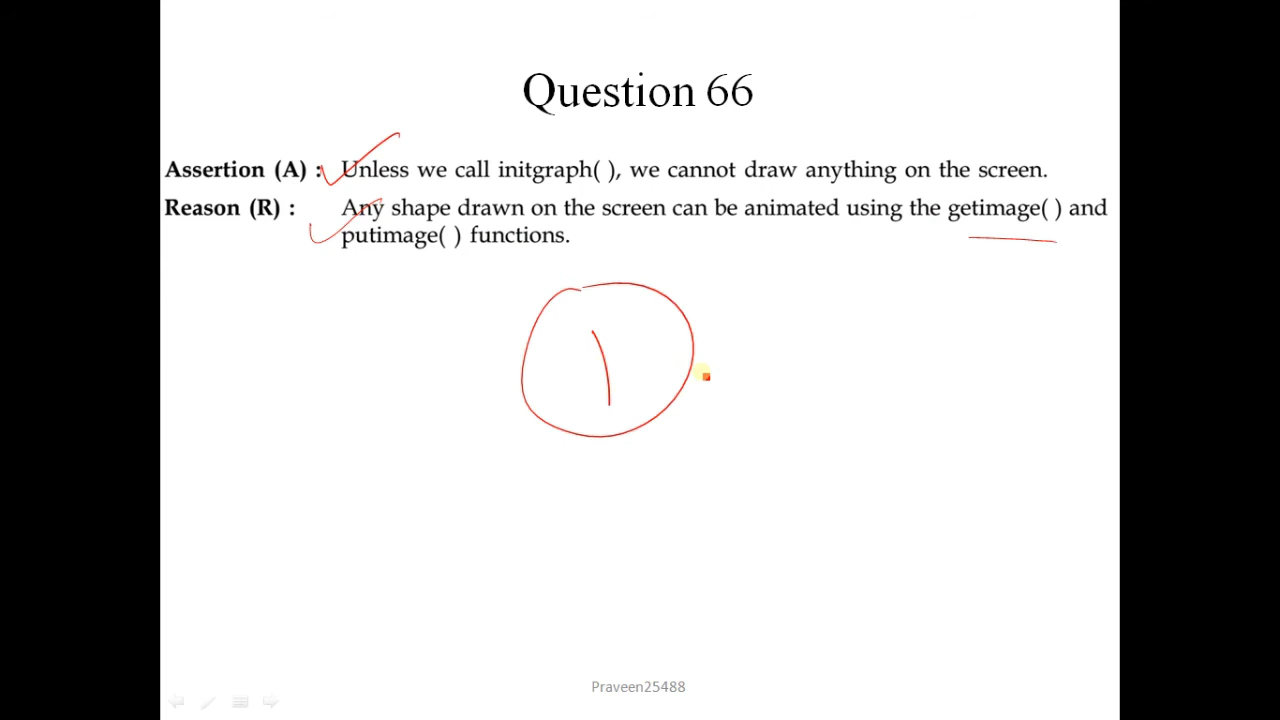 Question 66
Assertion (A) : Unless we call initgraph( ), we cannot draw anything on the screen.
Reason (R) : Any shape drawn on the screen can be animated using the getimage( ) and
putimage( ) functions.
Praveen25488